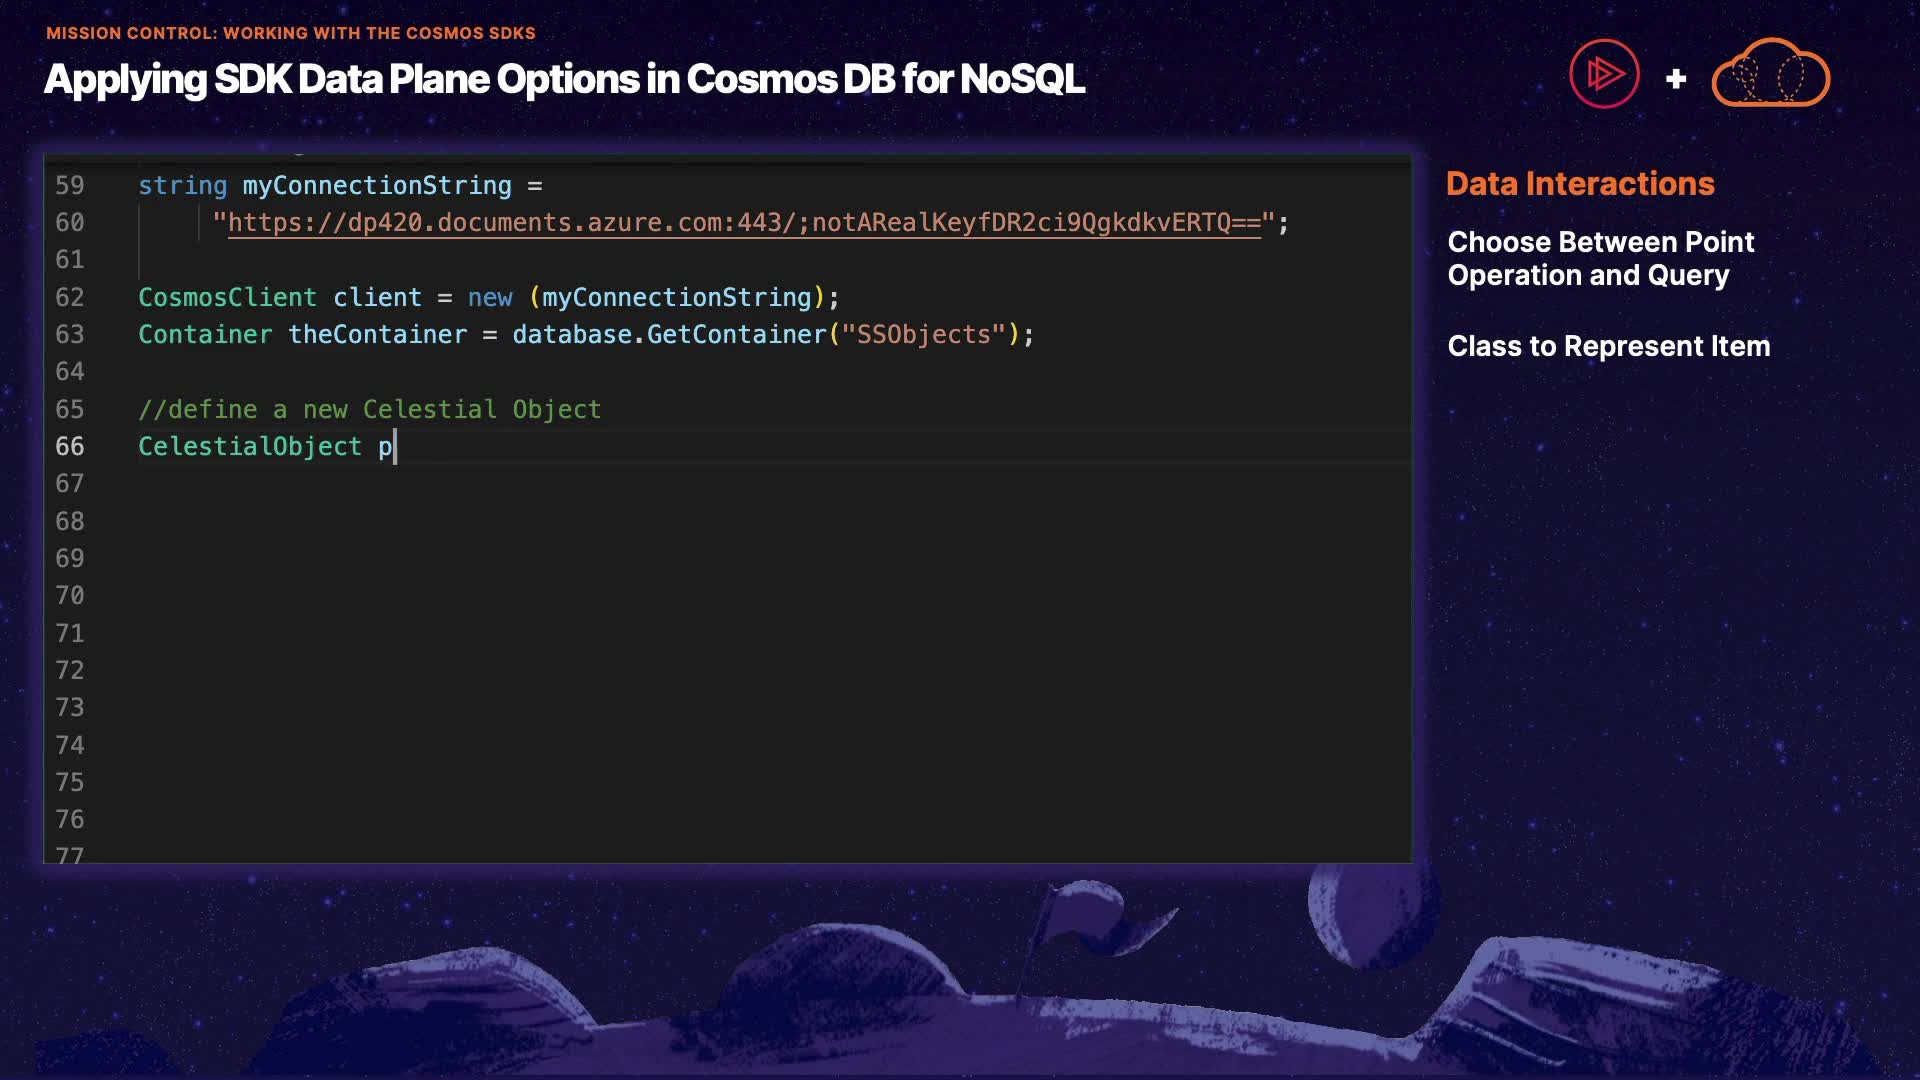 MISSION CONTROL: WORKING WITH THE COSMOS SDKS
Applying SDK Data Plane Options in Cosmos DB for NoSQL
+
59 string myConnectionString =
60 "https://dp420.documents.azure.com:443/;notARealKeyfDR2ci9QgkdkvERTQ==";
61
62 CosmosClient client = new (myConnectionString);
63 Container theContainer = database.GetContainer("SSObjects");
64
65 //define a new Celestial Object
66 CelestialObject p
67
68
69
70
71
72
73
74
75
76
77
Data Interactions
Choose Between Point
Operation and Query
Class to Represent Item